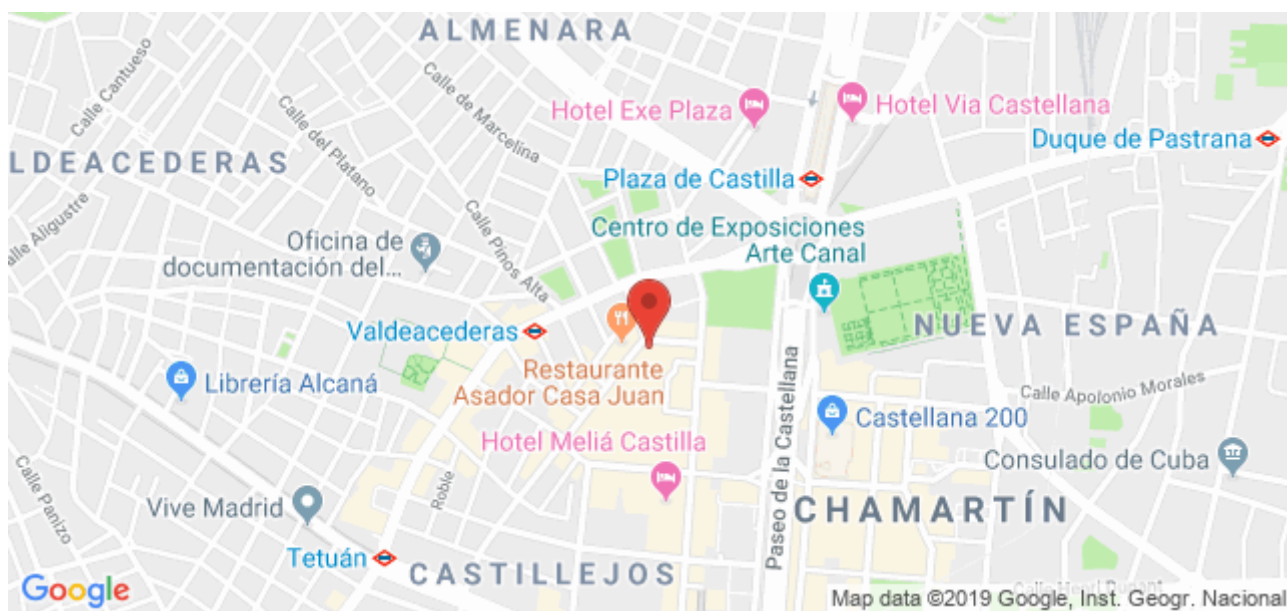 ALMENARA
Calle Cantueso
Calle de Marcelina
Hotel Exe Plaza
Hotel Via Castellana
Calle del Platano
Duque de Pastrana
LDEACEDERAS
Plaza de Castilla
Calle Aligustre
Calle Pinos Alta
Centro de Exposiciones
Arte Canal
Oficina de
documentación del...
Valdeacederas
NUEVA ESPAÑA
Restaurante
Asador Casa Juan
Librería Alcaná
Paseo de la Castellana
Calle Apolonio Morales
Castellana 200
Hotel Meliá Castilla
Consulado de Cuba
Calle Panizo
Roble
Vive Madrid
CHAMARTÍN
Tetuán
CASTILLEJOS
Google
Map data ©2019 Google, Inst. Geogr. Nacional